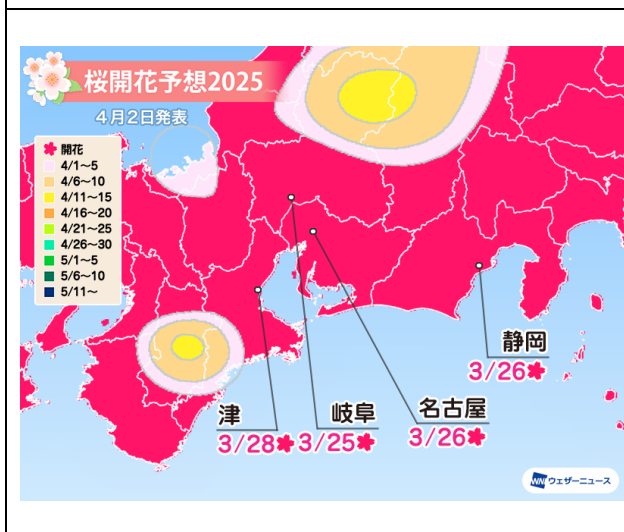 桜開花予想2025
4月2日発表
開花
4/1～5
4/6～10
4/11～15
4/16～20
4/21～25
4/26～30
5/1～5
5/6～10
5/11～
静岡
3/26
名古屋
3/26
岐阜
3/25
津
3/28
WN ウェザーニュース